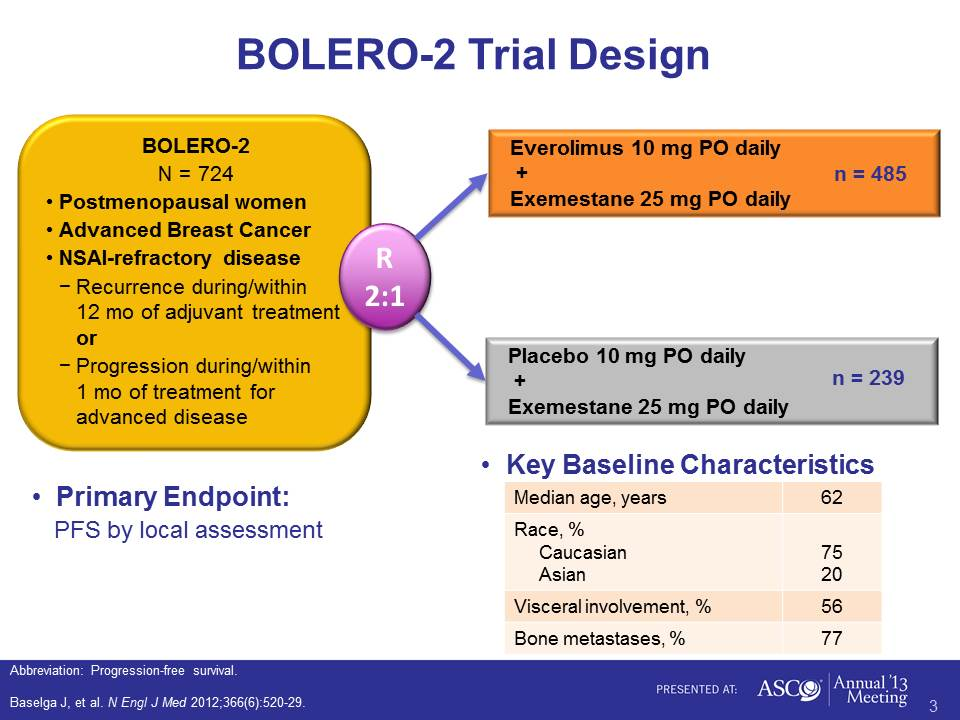 BOLERO-2 Trial Design
BOLERO-2
N = 724
• Postmenopausal women
• Advanced Breast Cancer
• NSAI-refractory disease
− Recurrence during/within
12 mo of adjuvant treatment
or
− Progression during/within
1 mo of treatment for
advanced disease
R
2:1
Everolimus 10 mg PO daily
+
Exemestane 25 mg PO daily
n = 485
Placebo 10 mg PO daily
+
Exemestane 25 mg PO daily
n = 239
• Primary Endpoint:
PFS by local assessment
• Key Baseline Characteristics
Median age, years 62
Race, %
Caucasian 75
Asian 20
Visceral involvement, % 56
Bone metastases, % 77
Abbreviation: Progression-free survival.
Baselga J, et al. N Engl J Med 2012;366(6):520-29.
PRESENTED AT:
ASCO
Annual '13
Meeting
3